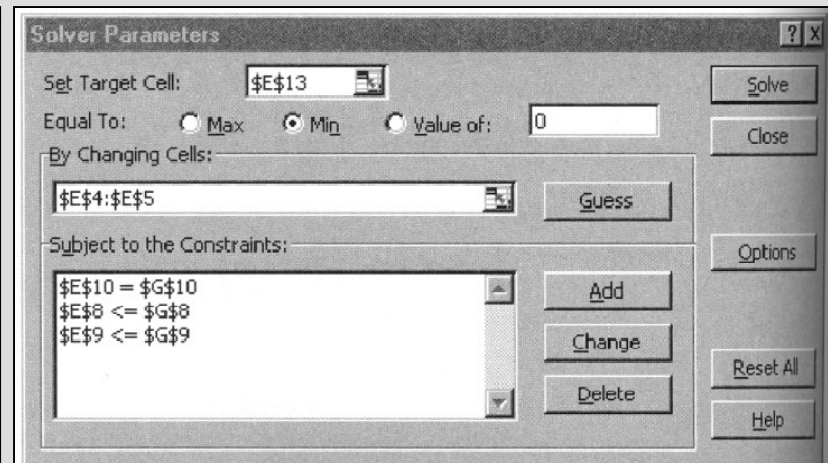 Solver Parameters
? X
Set Target Cell: $E$13
Solve
Equal To: Max Min Value of: 0
Close
By Changing Cells:
$E$4:$E$5
Guess
Subject to the Constraints:
Options
$E$10 = $G$10
Add
$E$8 <= $G$8
$E$9 <= $G$9
Change
Reset All
Delete
Help